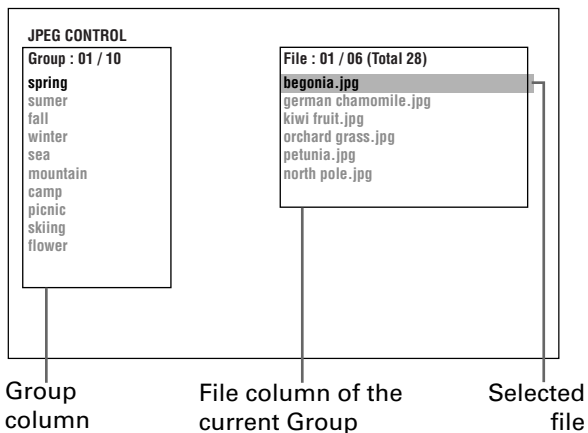 JPEG CONTROL
Group : 01 / 10
spring
sumer
fall
winter
sea
mountain
camp
picnic
skiing
flower
File : 01 / 06 (Total 28)
begonia.jpg
german chamomile.jpg
kiwi fruit.jpg
orchard grass.jpg
petunia.jpg
north pole.jpg
Group
column
File column of the
current Group
Selected
file